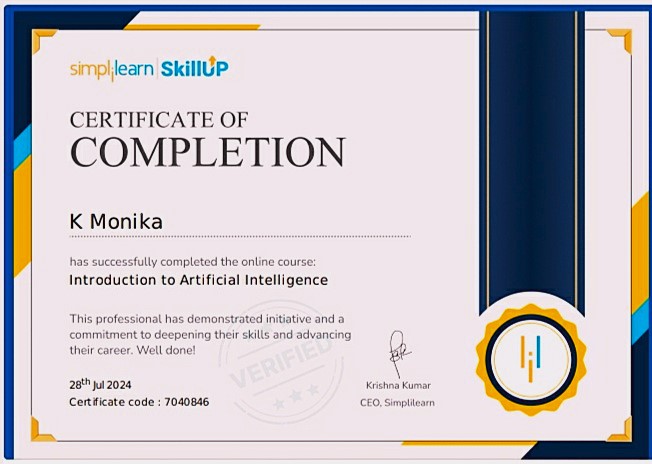 simplilearn | SkillUP
CERTIFICATE OF
COMPLETION
K Monika
has successfully completed the online course:
Introduction to Artificial Intelligence
This professional has demonstrated initiative and a
commitment to deepening their skills and advancing
their career. Well done!
VERIFIED
28th Jul 2024
Certificate code : 7040846
Krishna Kumar
CEO, Simplilearn